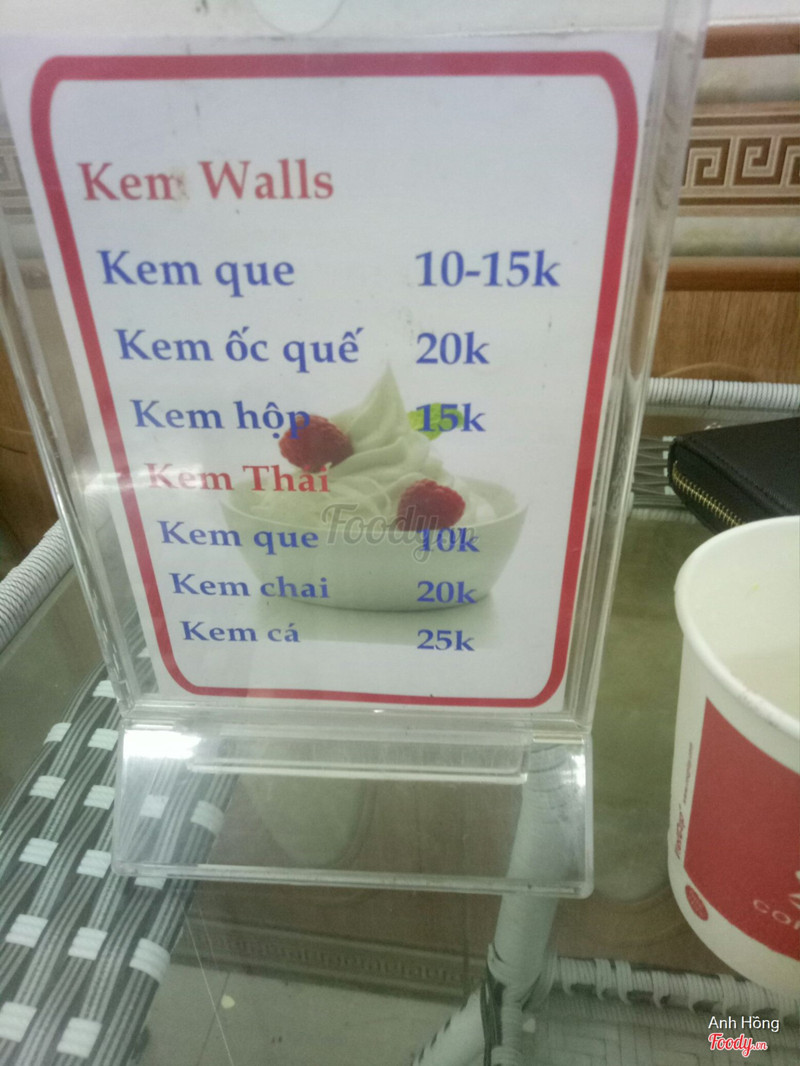 Kem Walls
Kem que 10-15k
Kem ốc quế 20k
Kem hộp 15k
Kem Thái
Kem que 10k
Kem chai 20k
Kem cá 25k
Foody.vn
Anh Hồng
Foody.vn